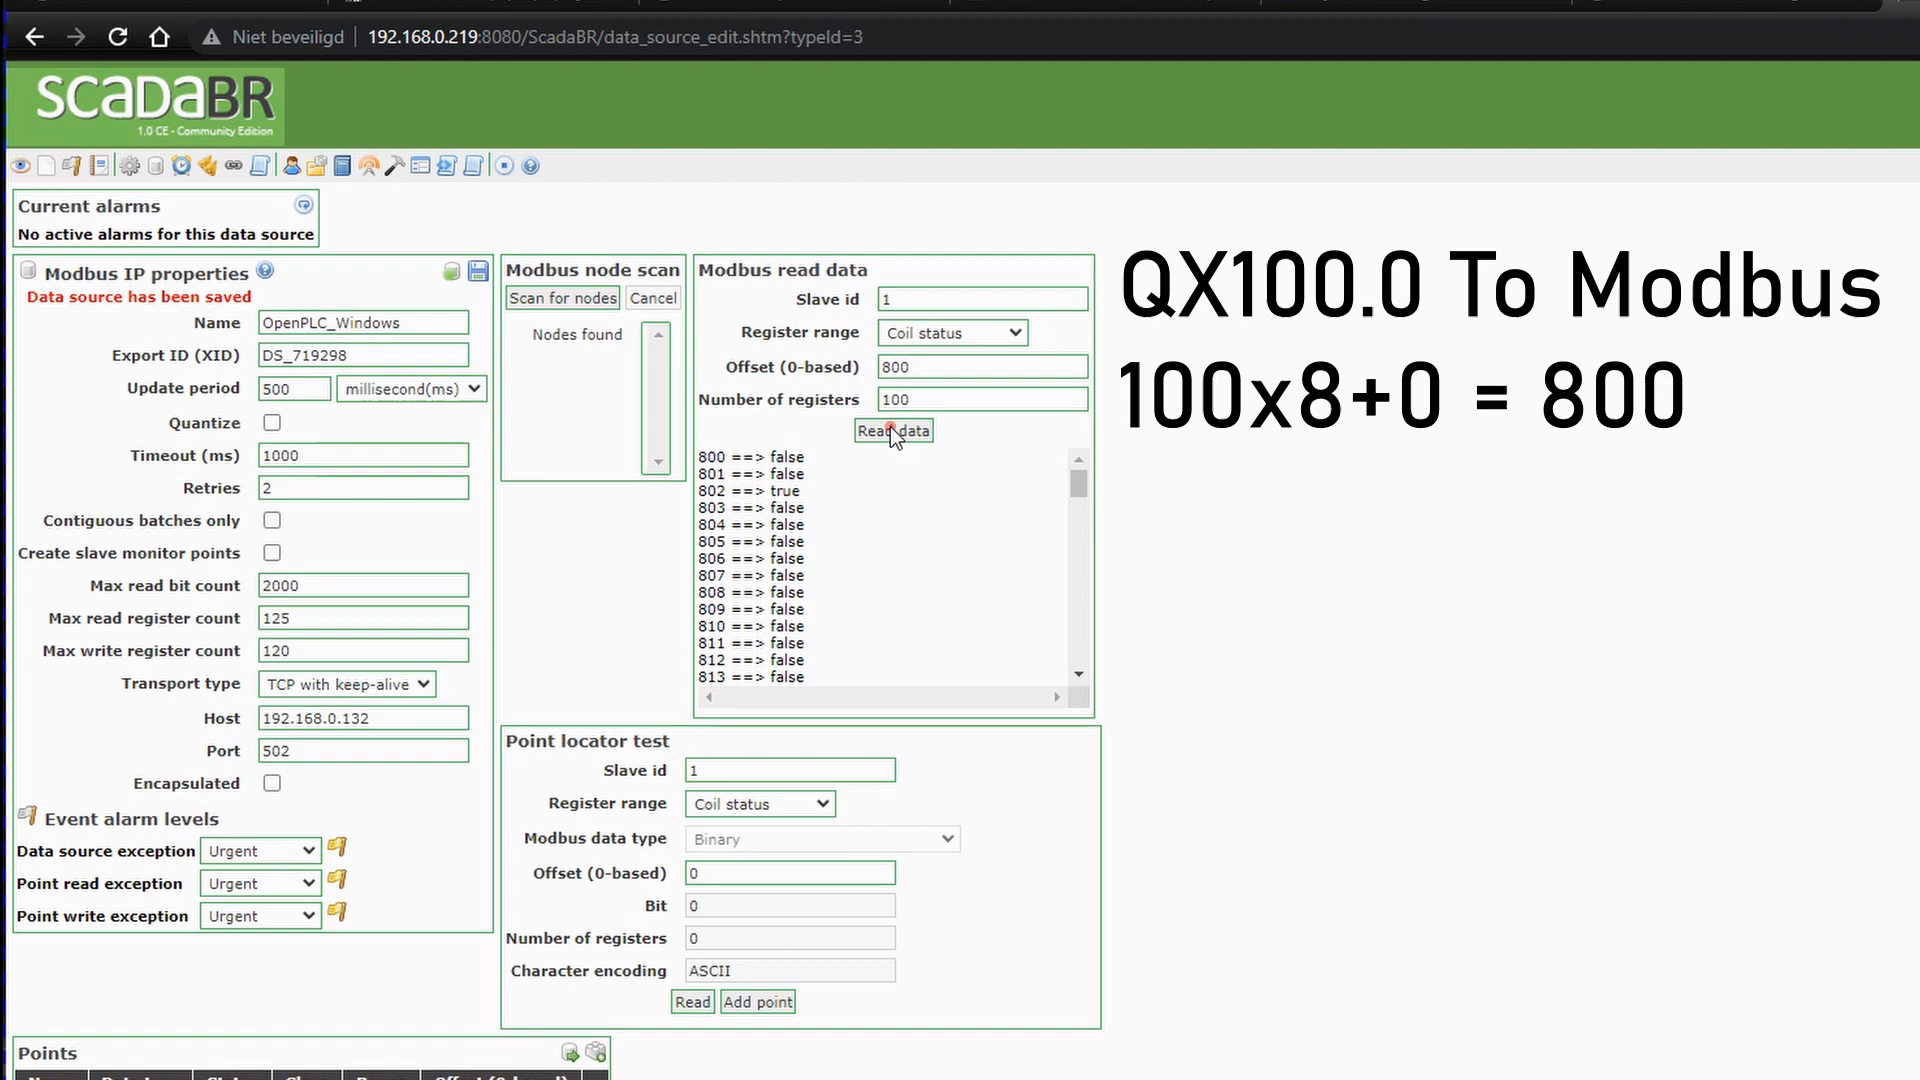 Niet beveiligd
192.168.0.219:8080/ScadaBR/data_source_edit.shtm?typeId=3
ScadaBR
1.0 CE - Community Edition
Current alarms
No active alarms for this data source
Modbus IP properties
Data source has been saved
Name OpenPLC_Windows
Export ID (XID) DS_719298
Update period 500 millisecond(ms)
Quantize
Timeout (ms) 1000
Retries 2
Contiguous batches only
Create slave monitor points
Max read bit count 2000
Max read register count 125
Max write register count 120
Transport type TCP with keep-alive
Host 192.168.0.132
Port 502
Encapsulated
Event alarm levels
Data source exception Urgent
Point read exception Urgent
Point write exception Urgent
Modbus node scan
Scan for nodes Cancel
Nodes found
Modbus read data
Slave id 1
Register range Coil status
Offset (0-based) 800
Number of registers 100
Read data
800 ==> false
801 ==> false
802 ==> true
803 ==> false
804 ==> false
805 ==> false
806 ==> false
807 ==> false
808 ==> false
809 ==> false
810 ==> false
811 ==> false
812 ==> false
813 ==> false
QX100.0 To Modbus
100x8+0 = 800
Point locator test
Slave id 1
Register range Coil status
Modbus data type Binary
Offset (0-based) 0
Bit 0
Number of registers 0
Character encoding ASCII
Read Add point
Points